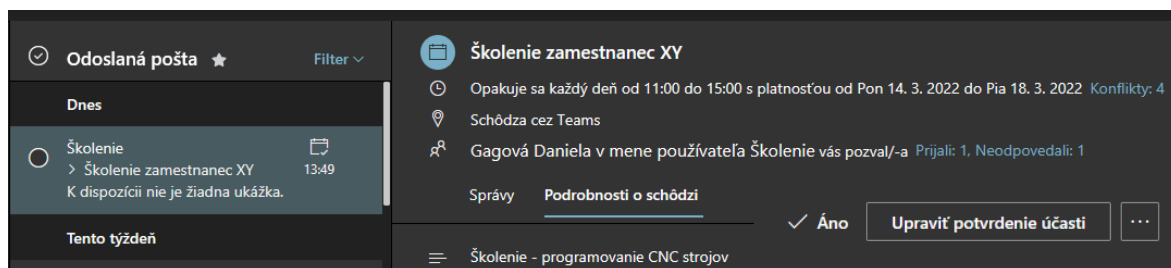 Odoslaná pošta
Filter
Dnes
Školenie
> Školenie zamestnanec XY
13:49
K dispozícii nie je žiadna ukážka.
Tento týždeň
Školenie zamestnanec XY
Opakuje sa každý deň od 11:00 do 15:00 s platnosťou od Pon 14. 3. 2022 do Pia 18. 3. 2022 Konflikty: 4
Schôdza cez Teams
Gagová Daniela v mene používateľa Školenie vás pozval/-a Prijali: 1, Neodpovedali: 1
Správy Podrobnosti o schôdzi
Áno Upraviť potvrdenie účasti ...
Školenie - programovanie CNC strojov